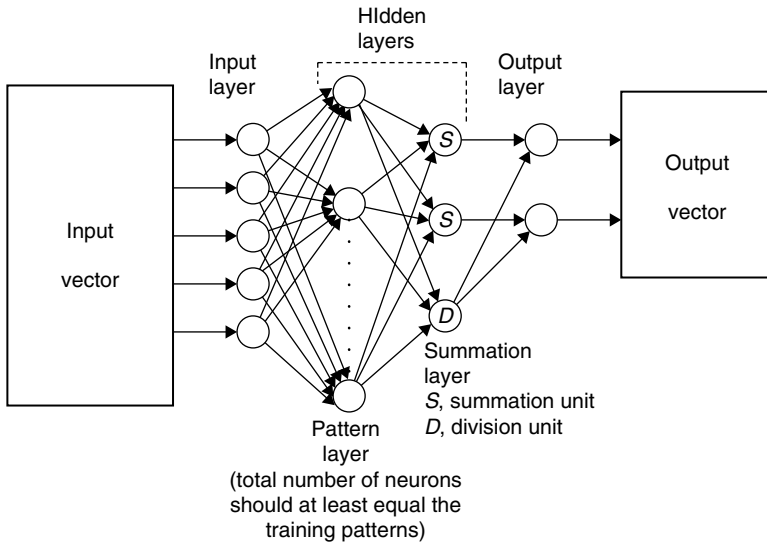 HIdden
layers
Input
layer
Output
layer
Input
vector
S
S
D
Output
vector
Summation
layer
S, summation unit
D, division unit
Pattern
layer
(total number of neurons
should at least equal the
training patterns)